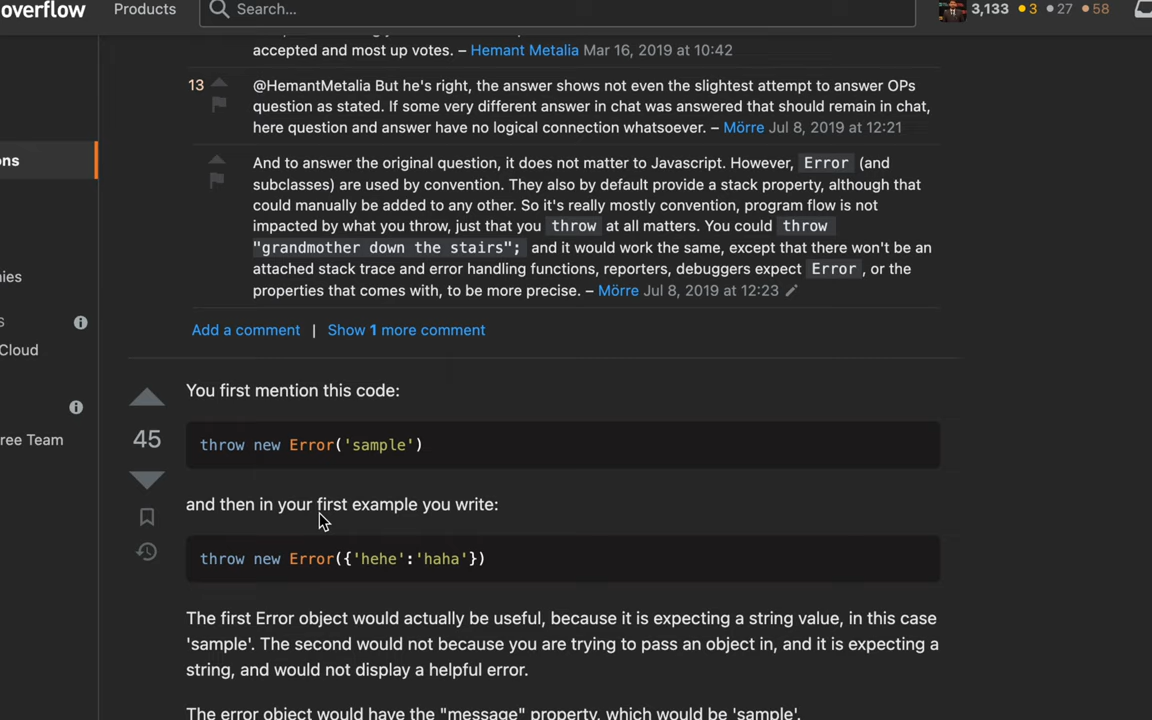 overflow Products Search... 3,133 3 27 58
accepted and most up votes. – Hemant Metalia Mar 16, 2019 at 10:42
13 @HemantMetalia But he's right, the answer shows not even the slightest attempt to answer OPs
question as stated. If some very different answer in chat was answered that should remain in chat,
here question and answer have no logical connection whatsoever. – Mörre Jul 8, 2019 at 12:21
ons
And to answer the original question, it does not matter to Javascript. However, Error (and
subclasses) are used by convention. They also by default provide a stack property, although that
could manually be added to any other. So it's really mostly convention, program flow is not
impacted by what you throw, just that you throw at all matters. You could throw
"grandmother down the stairs"; and it would work the same, except that there won't be an
attached stack trace and error handling functions, reporters, debuggers expect Error, or the
properties that comes with, to be more precise. – Mörre Jul 8, 2019 at 12:23
nies
S
Cloud
ree Team
Add a comment | Show 1 more comment
You first mention this code:
45
throw new Error('sample')
and then in your first example you write:
throw new Error({'hehe':'haha'})
The first Error object would actually be useful, because it is expecting a string value, in this case
'sample'. The second would not because you are trying to pass an object in, and it is expecting a
string, and would not display a helpful error.
The error object would have the "message" property, which would be 'sample'.